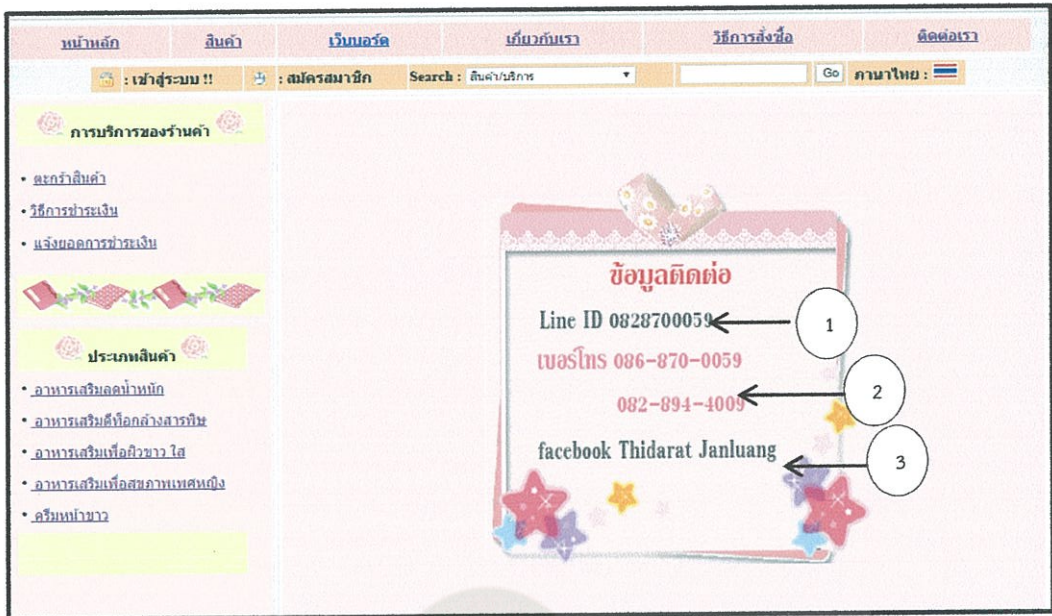 หน้าหลัก สินค้า เว็บบอร์ด เกี่ยวกับเรา วิธีการสั่งซื้อ ติดต่อเรา
: เข้าสู่ระบบ !! : สมัครสมาชิก Search : สินค้า/บริการ Go ภาษาไทย :
การบริการของร้านค้า
• ตะกร้าสินค้า
• วิธีการชำระเงิน
• แจ้งยอดการชำระเงิน
ประเภทสินค้า
• อาหารเสริมลดน้ำหนัก
• อาหารเสริมดีท็อกล้างสารพิษ
• อาหารเสริมเพื่อผิวขาว ใส
• อาหารเสริมเพื่อสุขภาพเพศหญิง
• ครีมหน้าขาว
ข้อมูลติดต่อ
Line ID 0828700059
1
เบอร์โทร 086-870-0059
082-894-4009
2
facebook Thidarat Janluang
3